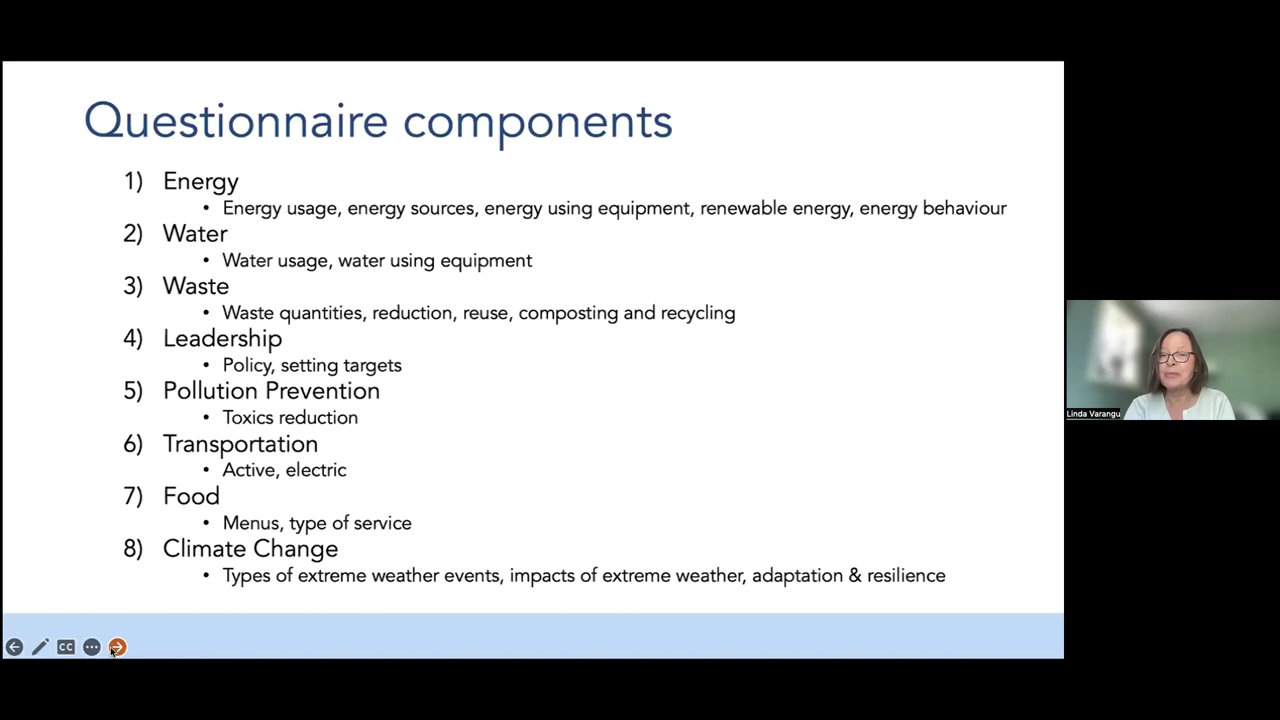 Questionnaire components
1) Energy
• Energy usage, energy sources, energy using equipment, renewable energy, energy behaviour
2) Water
• Water usage, water using equipment
3) Waste
• Waste quantities, reduction, reuse, composting and recycling
4) Leadership
• Policy, setting targets
5) Pollution Prevention
• Toxics reduction
6) Transportation
• Active, electric
7) Food
• Menus, type of service
8) Climate Change
• Types of extreme weather events, impacts of extreme weather, adaptation & resilience
CC
Linda Varangu